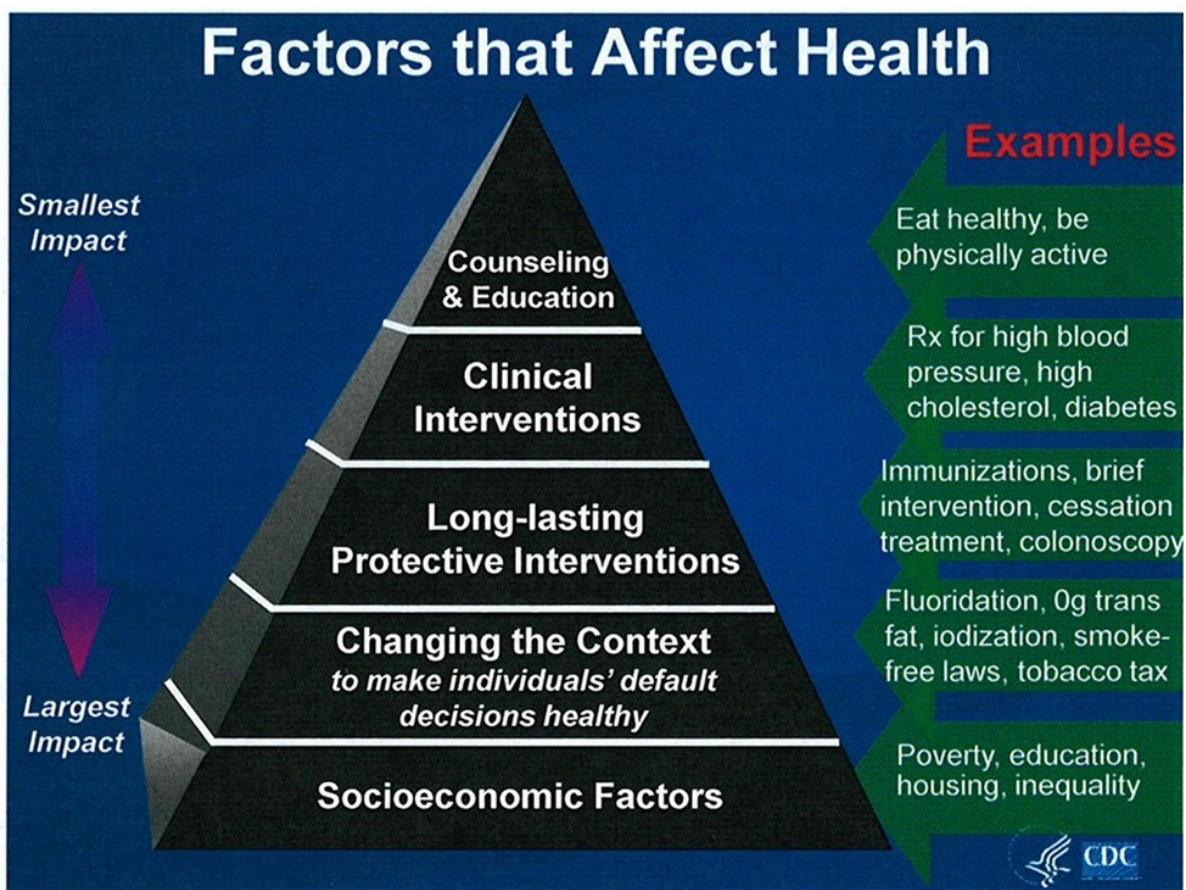 Factors that Affect Health
Examples
Smallest
Impact
Largest
Impact
Counseling
& Education
Clinical
Interventions
Long-lasting
Protective Interventions
Changing the Context
to make individuals' default
decisions healthy
Socioeconomic Factors
Eat healthy, be
physically active
Rx for high blood
pressure, high
cholesterol, diabetes
Immunizations, brief
intervention, cessation
treatment, colonoscopy
Fluoridation, 0g trans
fat, iodization, smoke-
free laws, tobacco tax
Poverty, education,
housing, inequality
CDC